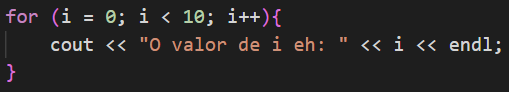 for (i = 0; i < 10; i++){
    cout << "O valor de i eh: " << i << endl;
}